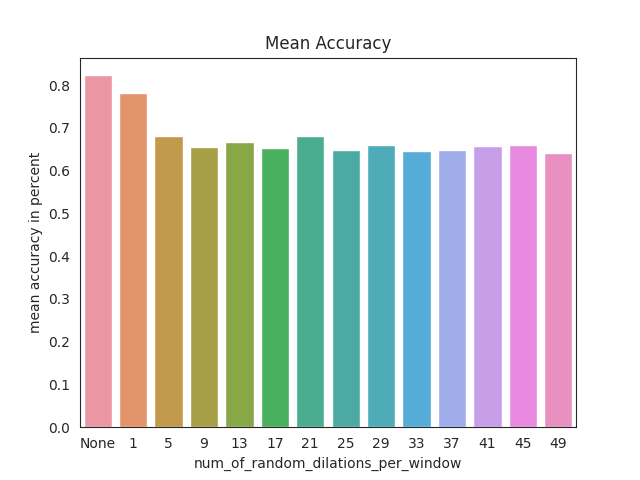 Mean Accuracy
mean accuracy in percent
0.8
0.7
0.6
0.5
0.4
0.3
0.2
0.1
0.0
None 1 5 9 13 17 21 25 29 33 37 41 45 49
num_of_random_dilations_per_window